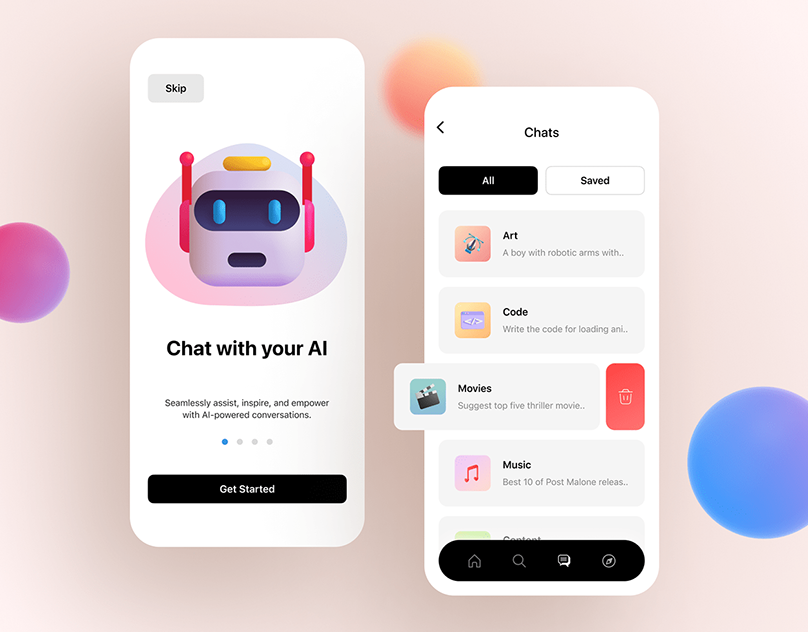 Skip
Chat with your AI
Seamlessly assist, inspire, and empower
with AI-powered conversations.
Get Started
Chats
All
Saved
Art
A boy with robotic arms with..
Code
Write the code for loading ani..
</>
Movies
Suggest top five thriller movie..
Music
Best 10 of Post Malone releas..
Content